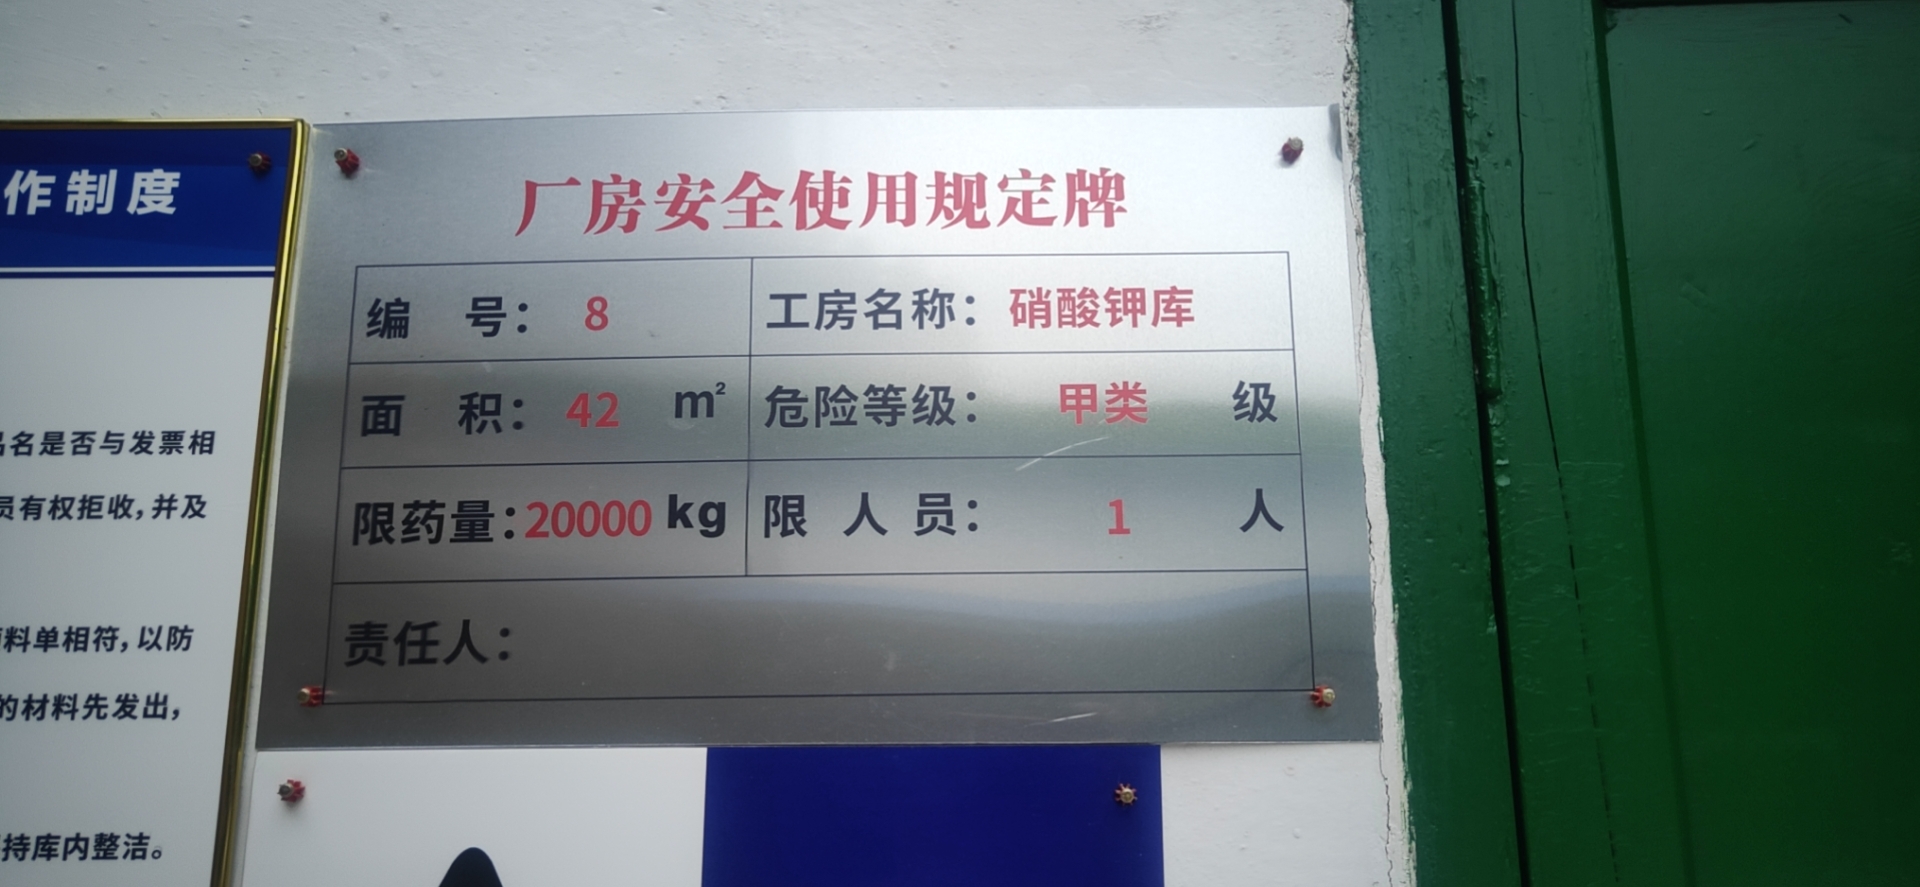 作制度
品名是否与发票相
员有权拒收，并及
料单相符，以防
的材料先发出，
持库内整洁。
厂房安全使用规定牌
编 号： 8 工房名称：硝酸钾库
面 积： 42 m² 危险等级： 甲类 级
限药量：20000 kg 限 人 员： 1 人
责任人：